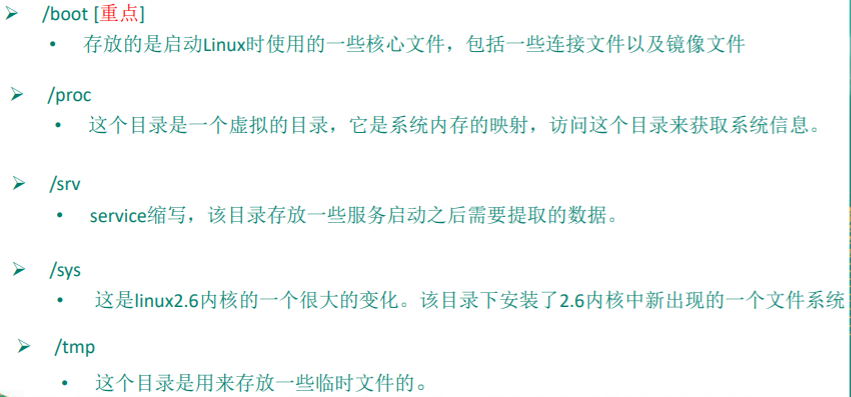 ➢ /boot [重点]
• 存放的是启动Linux时使用的一些核心文件，包括一些连接文件以及镜像文件
➢ /proc
• 这个目录是一个虚拟的目录，它是系统内存的映射，访问这个目录来获取系统信息。
➢ /srv
• service缩写，该目录存放一些服务启动之后需要提取的数据。
➢ /sys
• 这是linux2.6内核的一个很大的变化。该目录下安装了2.6内核中新出现的一个文件系统
➢ /tmp
• 这个目录是用来存放一些临时文件的。